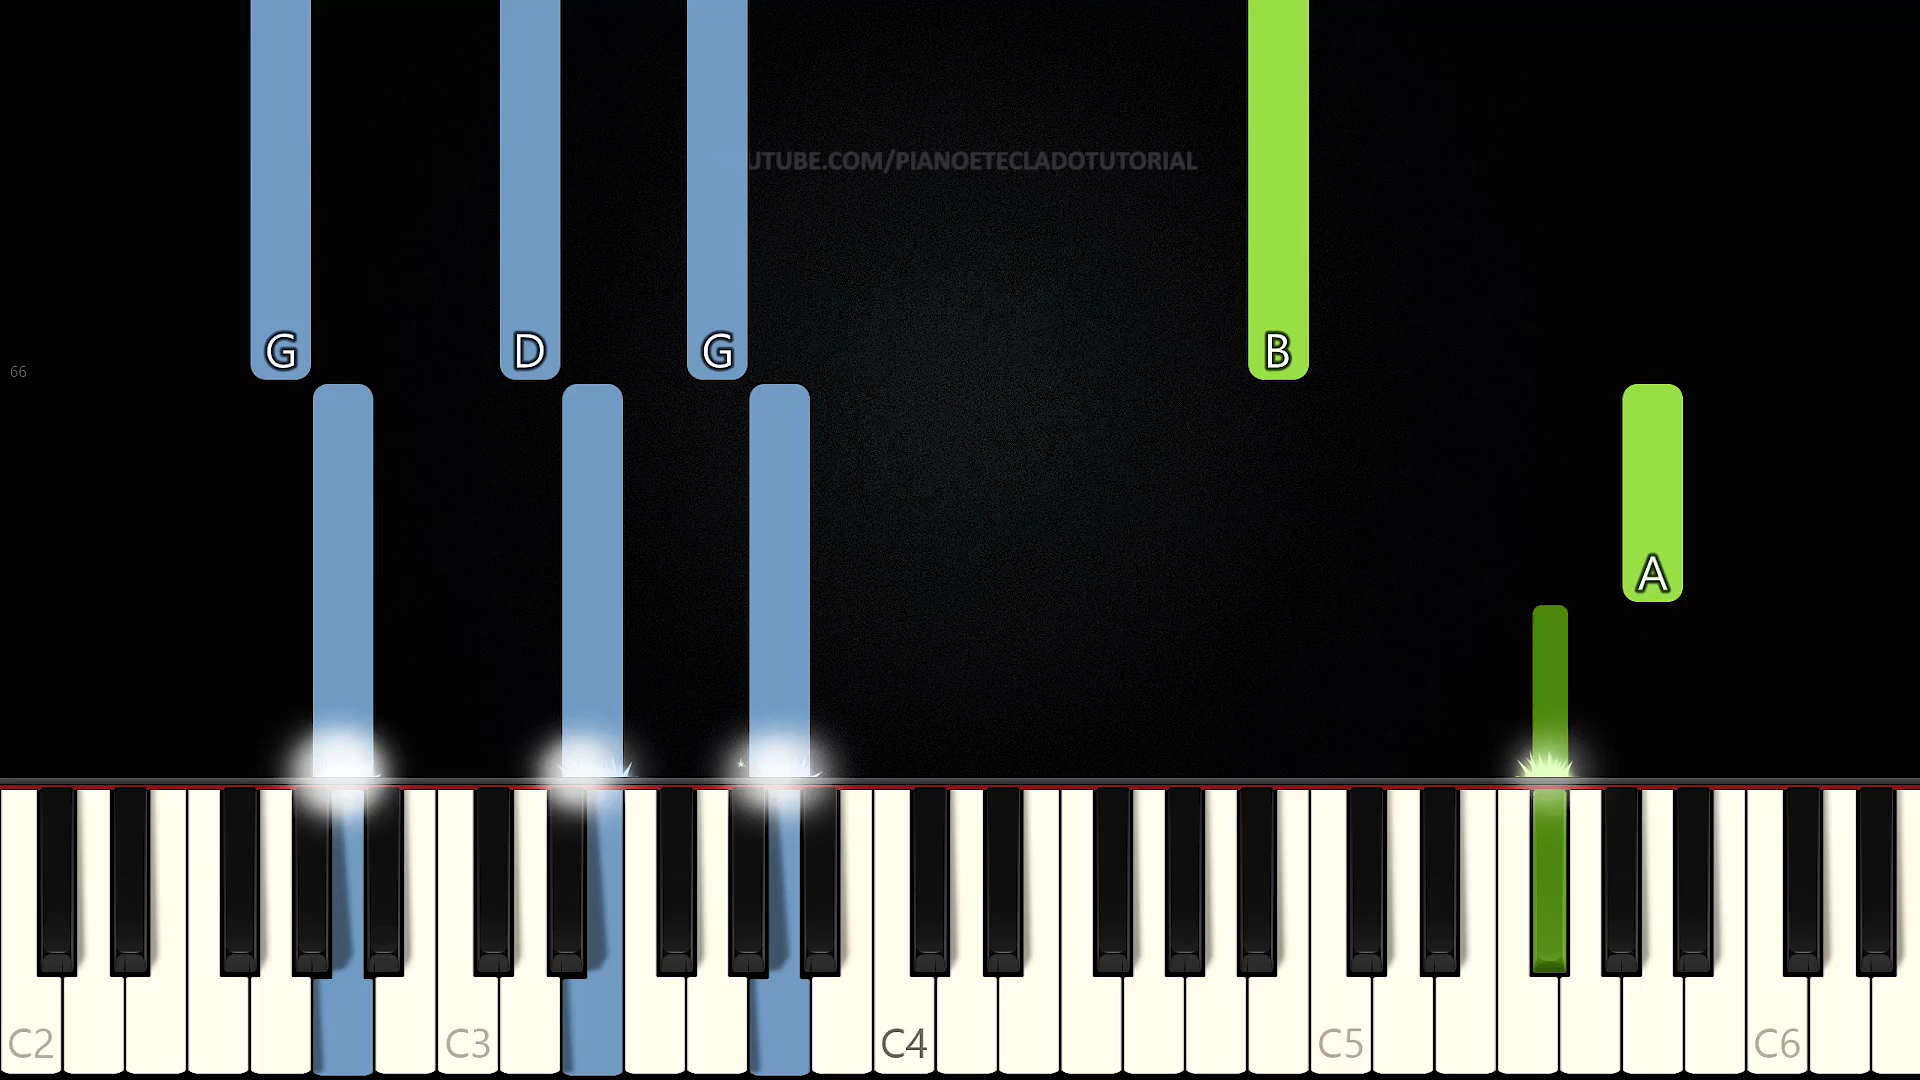 UTUBE.COM/PIANOETECLADOTUTORIAL
G D G B
66
A
C2 C3 C4 C5 C6